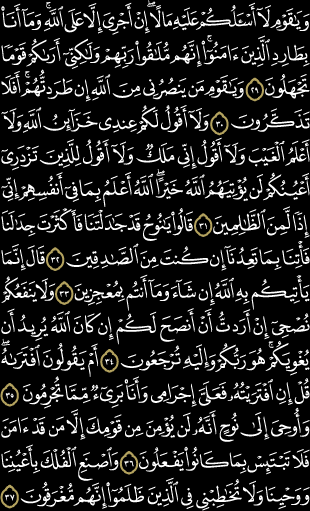 وَيَٰقَوْمِ لَآ أَسْـَٔلُكُمْ عَلَيْهِ مَالًا ۖ إِنْ أَجْرِىَ إِلَّا عَلَى ٱللَّهِ ۚ وَمَآ أَنَا۠
بِطَارِدِ ٱلَّذِينَ ءَامَنُوٓا۟ ۚ إِنَّهُم مُّلَٰقُوا۟ رَبِّهِمْ وَلَٰكِنِّىٓ أَرَىٰكُمْ قَوْمًا
تَجْهَلُونَ ٢٩ وَيَٰقَوْمِ مَن يَنصُرُنِى مِنَ ٱللَّهِ إِن طَرَدتُّهُمْ ۚ أَفَلَا
تَذَكَّرُونَ ٣٠ وَلَآ أَقُولُ لَكُمْ عِندِى خَزَآئِنُ ٱللَّهِ وَلَآ
أَعْلَمُ ٱلْغَيْبَ وَلَآ أَقُولُ إِنِّى مَلَكٌ وَلَآ أَقُولُ لِلَّذِينَ تَزْدَرِىٓ
أَعْيُنُكُمْ لَن يُؤْتِيَهُمُ ٱللَّهُ خَيْرًا ۖ ٱللَّهُ أَعْلَمُ بِمَا فِىٓ أَنفُسِهِمْ ۖ إِنِّىٓ
إِذًا لَّمِنَ ٱلظَّٰلِمِينَ ٣١ قَالُوا۟ يَٰنُوحُ قَدْ جَٰدَلْتَنَا فَأَكْثَرْتَ جِدَٰلَنَا
فَأْتِنَا بِمَا تَعِدُنَآ إِن كُنتَ مِنَ ٱلصَّٰدِقِينَ ٣٢ قَالَ إِنَّمَا
يَأْتِيكُم بِهِ ٱللَّهُ إِن شَآءَ وَمَآ أَنتُم بِمُعْجِزِينَ ٣٣ وَلَا يَنفَعُكُمْ
نُصْحِىٓ إِنْ أَرَدتُّ أَنْ أَنصَحَ لَكُمْ إِن كَانَ ٱللَّهُ يُرِيدُ أَن
يُغْوِيَكُمْ ۚ هُوَ رَبُّكُمْ وَإِلَيْهِ تُرْجَعُونَ ٣٤ أَمْ يَقُولُونَ ٱفْتَرَىٰهُ ۖ
قُلْ إِنِ ٱفْتَرَيْتُهُۥ فَعَلَىَّ إِجْرَامِى وَأَنَا۠ بَرِىٓءٌ مِّمَّا تُجْرِمُونَ ٣٥
وَأُوحِىَ إِلَىٰ نُوحٍ أَنَّهُۥ لَن يُؤْمِنَ مِن قَوْمِكَ إِلَّا مَن قَدْ ءَامَنَ
فَلَا تَبْتَئِسْ بِمَا كَانُوا۟ يَفْعَلُونَ ٣٦ وَٱصْنَعِ ٱلْفُلْكَ بِأَعْيُنِنَا
وَوَحْيِنَا وَلَا تُخَٰطِبْنِى فِى ٱلَّذِينَ ظَلَمُوٓا۟ ۚ إِنَّهُم مُّغْرَقُونَ ٣٧